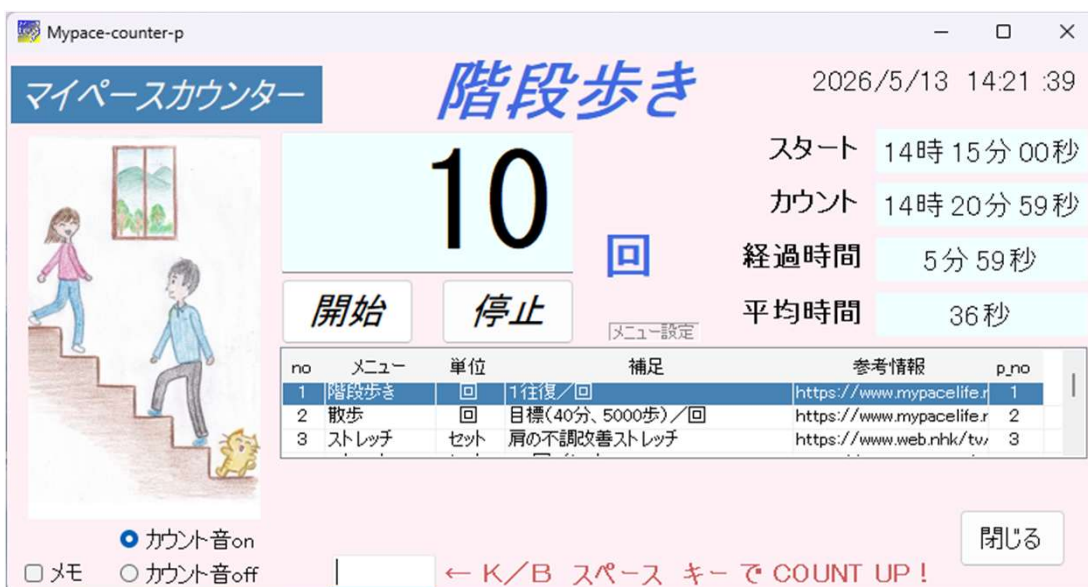 Mypace-counter-p
マイペースカウンター
階段歩き
2026/5/13 14:21 :39
10
回
スタート 14時 15分 00秒
カウント 14時 20分 59秒
経過時間 5分 59秒
平均時間 36秒
開始 停止
メニュー設定
no メニュー 単位 補足 参考情報 p_no
1 階段歩き 回 1往復／回 https://www.mypacelife.r 1
2 散歩 回 目標(40分、5000歩)／回 https://www.mypacelife.r 2
3 ストレッチ セット 肩の不調改善ストレッチ https://www.web.nhk/tv/ 3
カウント音on
メモ カウント音off
← K／B スペース キー で COUNT UP !
閉じる